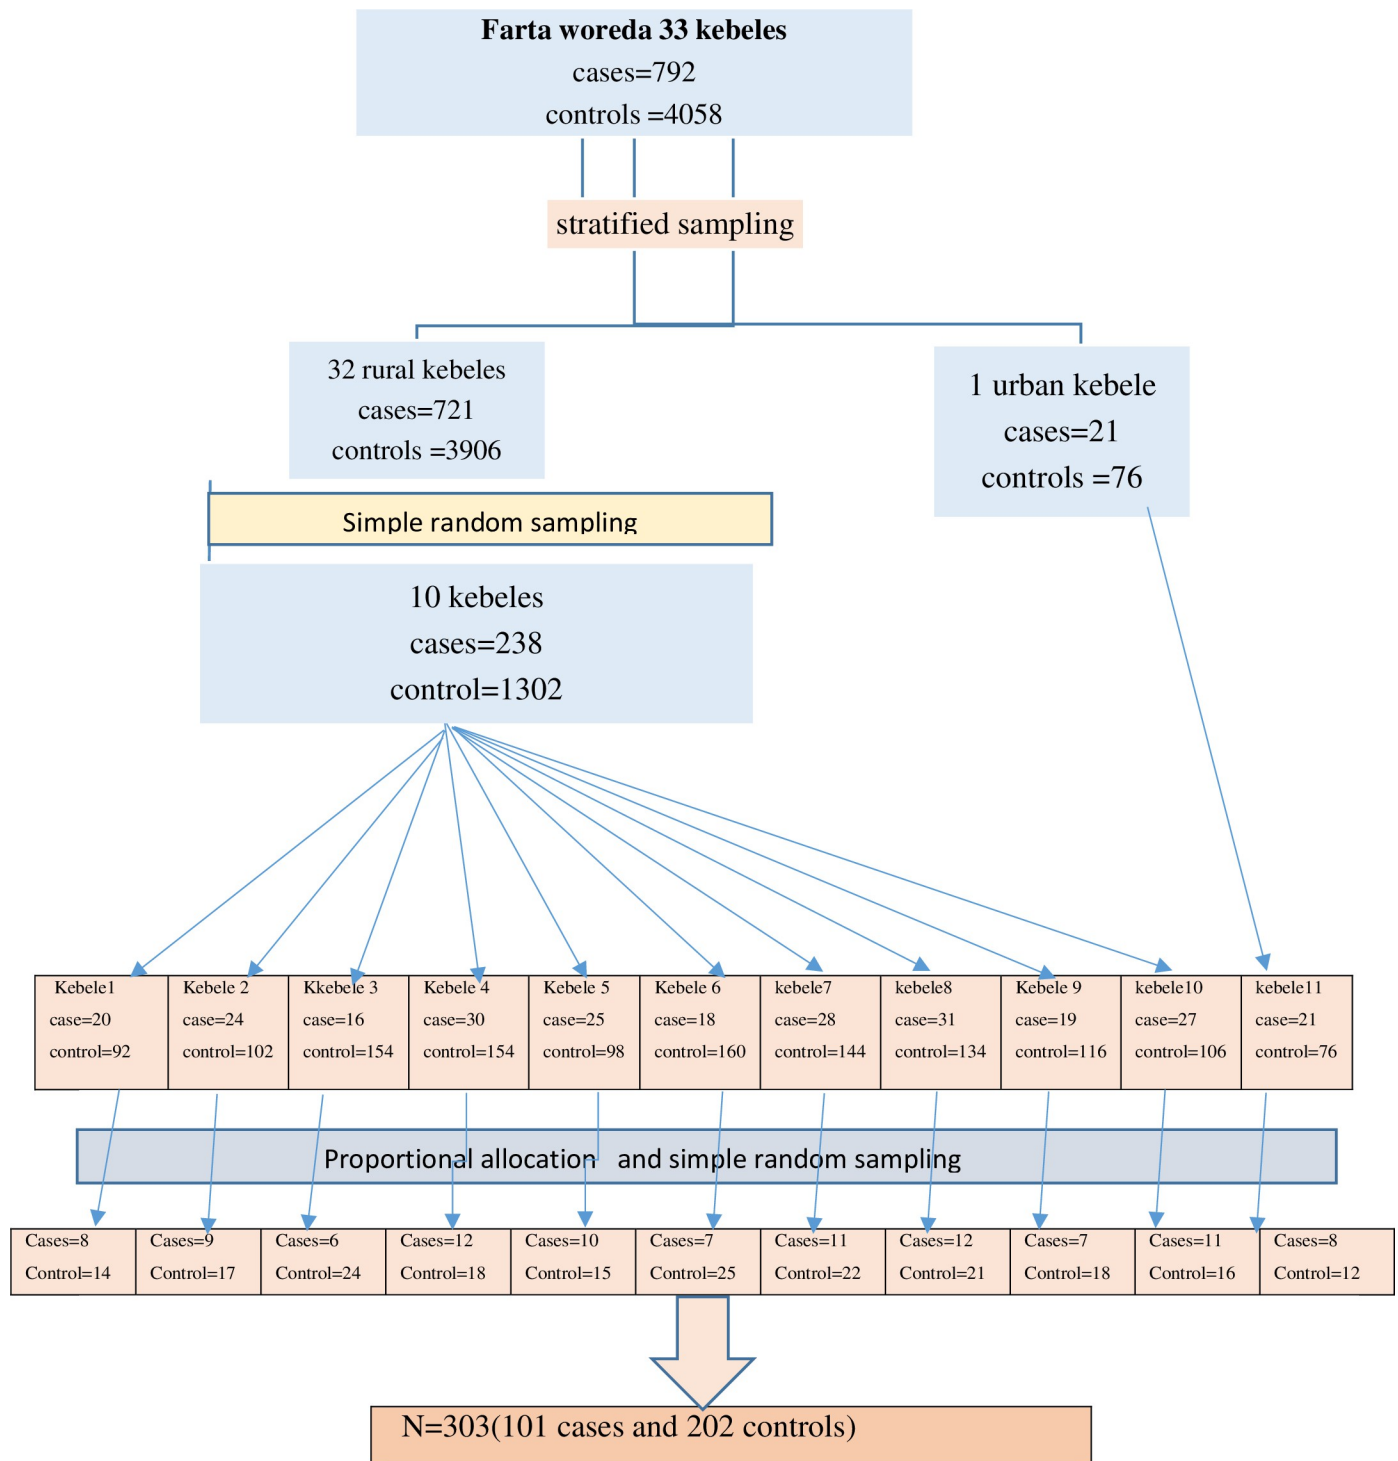 Farta woreda 33 kebeles
cases=792
controls =4058
stratified sampling
32 rural kebeles
cases=721
controls =3906
1 urban kebele
cases=21
controls =76
Simple random sampling
10 kebeles
cases=238
control=1302
Kebele1
case=20
control=92
Kebele 2
case=24
control=102
Kkebele 3
case=16
control=154
Kebele 4
case=30
control=154
Kebele 5
case=25
control=98
Kebele 6
case=18
control=160
kebele7
case=28
control=144
kebele8
case=31
control=134
Kebele 9
case=19
control=116
kebele10
case=27
control=106
kebele11
case=21
control=76
Proportional allocation and simple random sampling
Cases=8
Control=14
Cases=9
Control=17
Cases=6
Control=24
Cases=12
Control=18
Cases=10
Control=15
Cases=7
Control=25
Cases=11
Control=22
Cases=12
Control=21
Cases=7
Control=18
Cases=11
Control=16
Cases=8
Control=12
N=303(101 cases and 202 controls)